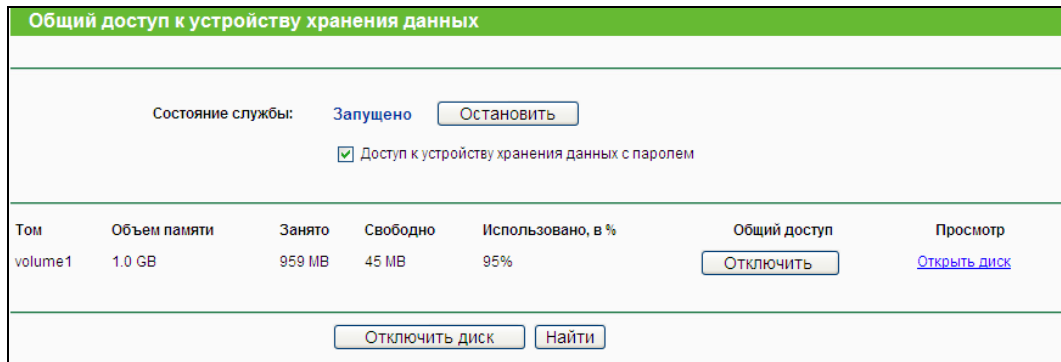 Общий доступ к устройству хранения данных
Состояние службы: Запущено Остановить
Доступ к устройству хранения данных с паролем
Том Объем памяти Занято Свободно Использовано, в % Общий доступ Просмотр
volume1 1.0 GB 959 MB 45 MB 95% Отключить Открыть диск
Отключить диск Найти